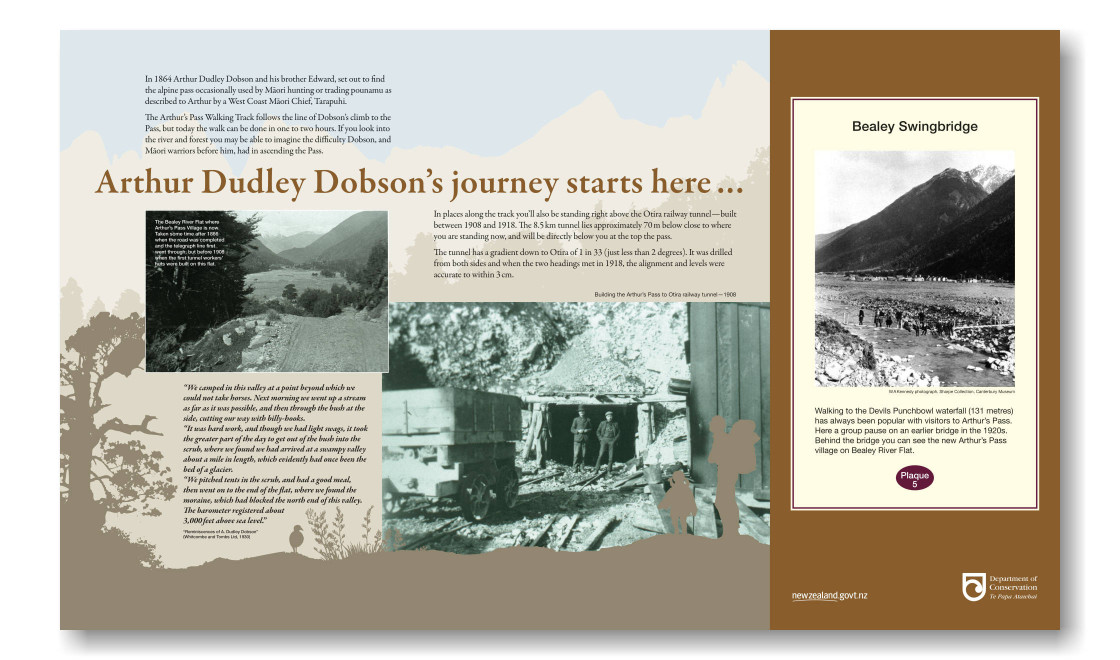 In 1864 Arthur Dudley Dobson and his brother Edward, set out to find
the alpine pass occasionally used by Māori hunting or trading pounamu as
described to Arthur by a West Coast Māori Chief, Tarapuhi.
The Arthur's Pass Walking Track follows the line of Dobson's climb to the
Pass, but today the walk can be done in one to two hours. If you look into
the river and forest you may be able to imagine the difficulty Dobson, and
Māori warriors before him, had in ascending the Pass.
Arthur Dudley Dobson's journey starts here...
The Bealey River Flat where
Arthur's Pass Village is now.
Taken some time after 1866
when the road was completed
and the telegraph line first
went through; but before 1908
when the first tunnel workers'
huts were built on this flat.
In places along the track you'll also be standing right above the Otira railway tunnel—built
between 1908 and 1918. The 8.5 km tunnel lies approximately 70 m below close to where
you are standing now, and will be directly below you at the top the pass.
The tunnel has a gradient down to Otira of 1 in 33 (just less than 2 degrees). It was drilled
from both sides and when the two headings met in 1918, the alignment and levels were
accurate to within 3 cm.
Building the Arthur's Pass to Otira railway tunnel – 1908
"We camped in this valley at a point beyond which we
could not take horses. Next morning we went up a stream
as far as it was possible, and then through the bush at the
side, cutting our way with billy-hooks.
"It was hard work, and though we had light swags, it took
the greater part of the day to get out of the bush into the
scrub, where we found we had arrived at a swampy valley
about a mile in length, which evidently had once been the
bed of a glacier.
"We pitched tents in the scrub, and had a good meal,
then went on to the end of the flat, where we found the
moraine, which had blocked the north end of this valley.
The barometer registered about
3,000 feet above sea level."
"Reminiscences of A. Dudley Dobson"
(Whitcombe and Tombs Ltd, 1930)
Bealey Swingbridge
WA Kennedy photograph, Sharpe Collection, Canterbury Museum
Walking to the Devils Punchbowl waterfall (131 metres)
has always been popular with visitors to Arthur's Pass.
Here a group pause on an earlier bridge in the 1920s.
Behind the bridge you can see the new Arthur's Pass
village on Bealey River Flat.
Plaque
5
newzealand.govt.nz
Department of
Conservation
Te Papa Atawhai